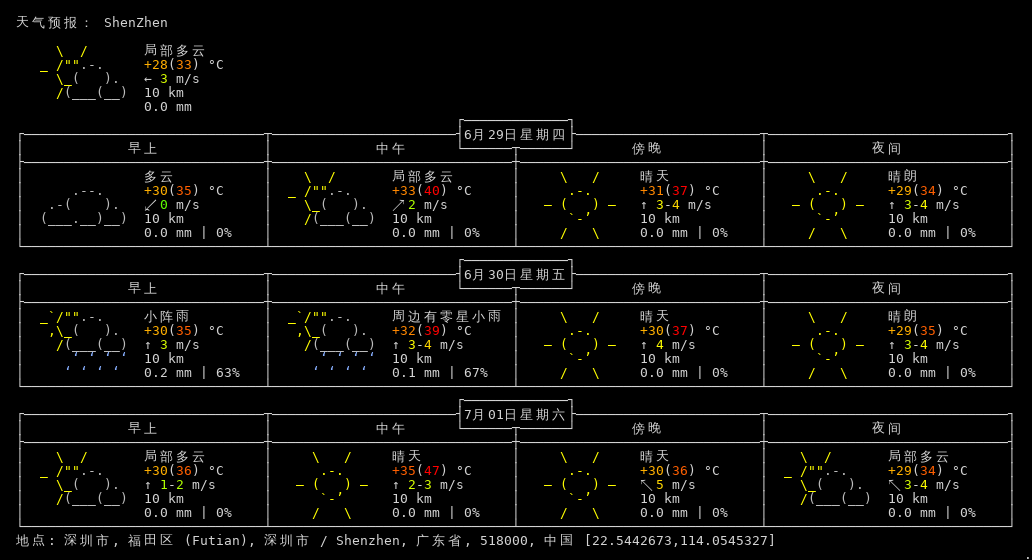 天气预报： ShenZhen
局部多云
+28(33) °C
← 3 m/s
10 km
0.0 mm
6月29日星期四
早上 中午 傍晚 夜间
多云 局部多云 晴天 晴朗
+30(35) °C +33(40) °C +31(37) °C +29(34) °C
↙ 0 m/s ↗ 2 m/s ↑ 3-4 m/s ↑ 3-4 m/s
10 km 10 km 10 km 10 km
0.0 mm | 0% 0.0 mm | 0% 0.0 mm | 0% 0.0 mm | 0%
6月30日星期五
早上 中午 傍晚 夜间
小阵雨 周边有零星小雨 晴天 晴朗
+30(35) °C +32(39) °C +30(37) °C +29(35) °C
↑ 3 m/s ↑ 3-4 m/s ↑ 4 m/s ↑ 3-4 m/s
10 km 10 km 10 km 10 km
0.2 mm | 63% 0.1 mm | 67% 0.0 mm | 0% 0.0 mm | 0%
7月01日星期六
早上 中午 傍晚 夜间
局部多云 晴天 晴天 局部多云
+30(36) °C +35(47) °C +30(36) °C +29(34) °C
↑ 1-2 m/s ↑ 2-3 m/s ↖ 5 m/s ↖ 3-4 m/s
10 km 10 km 10 km 10 km
0.0 mm | 0% 0.0 mm | 0% 0.0 mm | 0% 0.0 mm | 0%
地点: 深圳市, 福田区 (Futian), 深圳市 / Shenzhen, 广东省, 518000, 中国 [22.5442673,114.0545327]